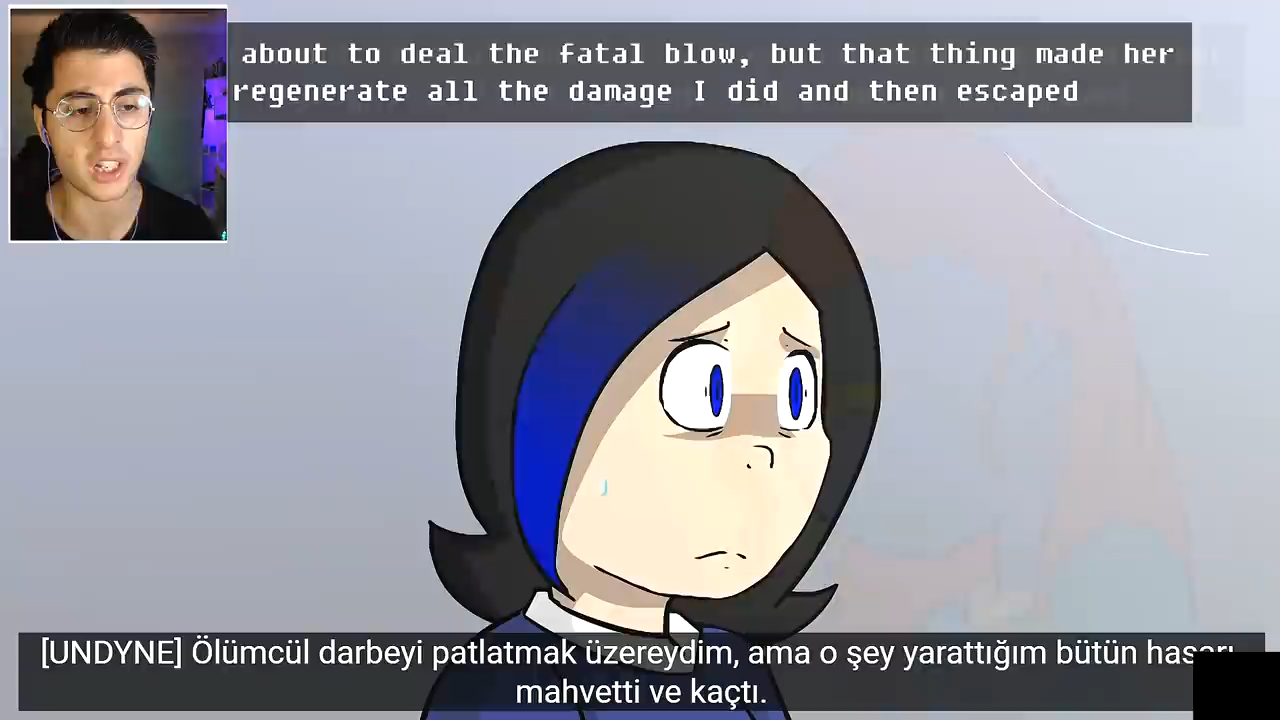 about to deal the fatal blow, but that thing made her
regenerate all the damage I did and then escaped
[UNDYNE] Ölümcül darbeyi patlatmak üzereydim, ama o şey yarattığım bütün hasarı
mahvetti ve kaçtı.